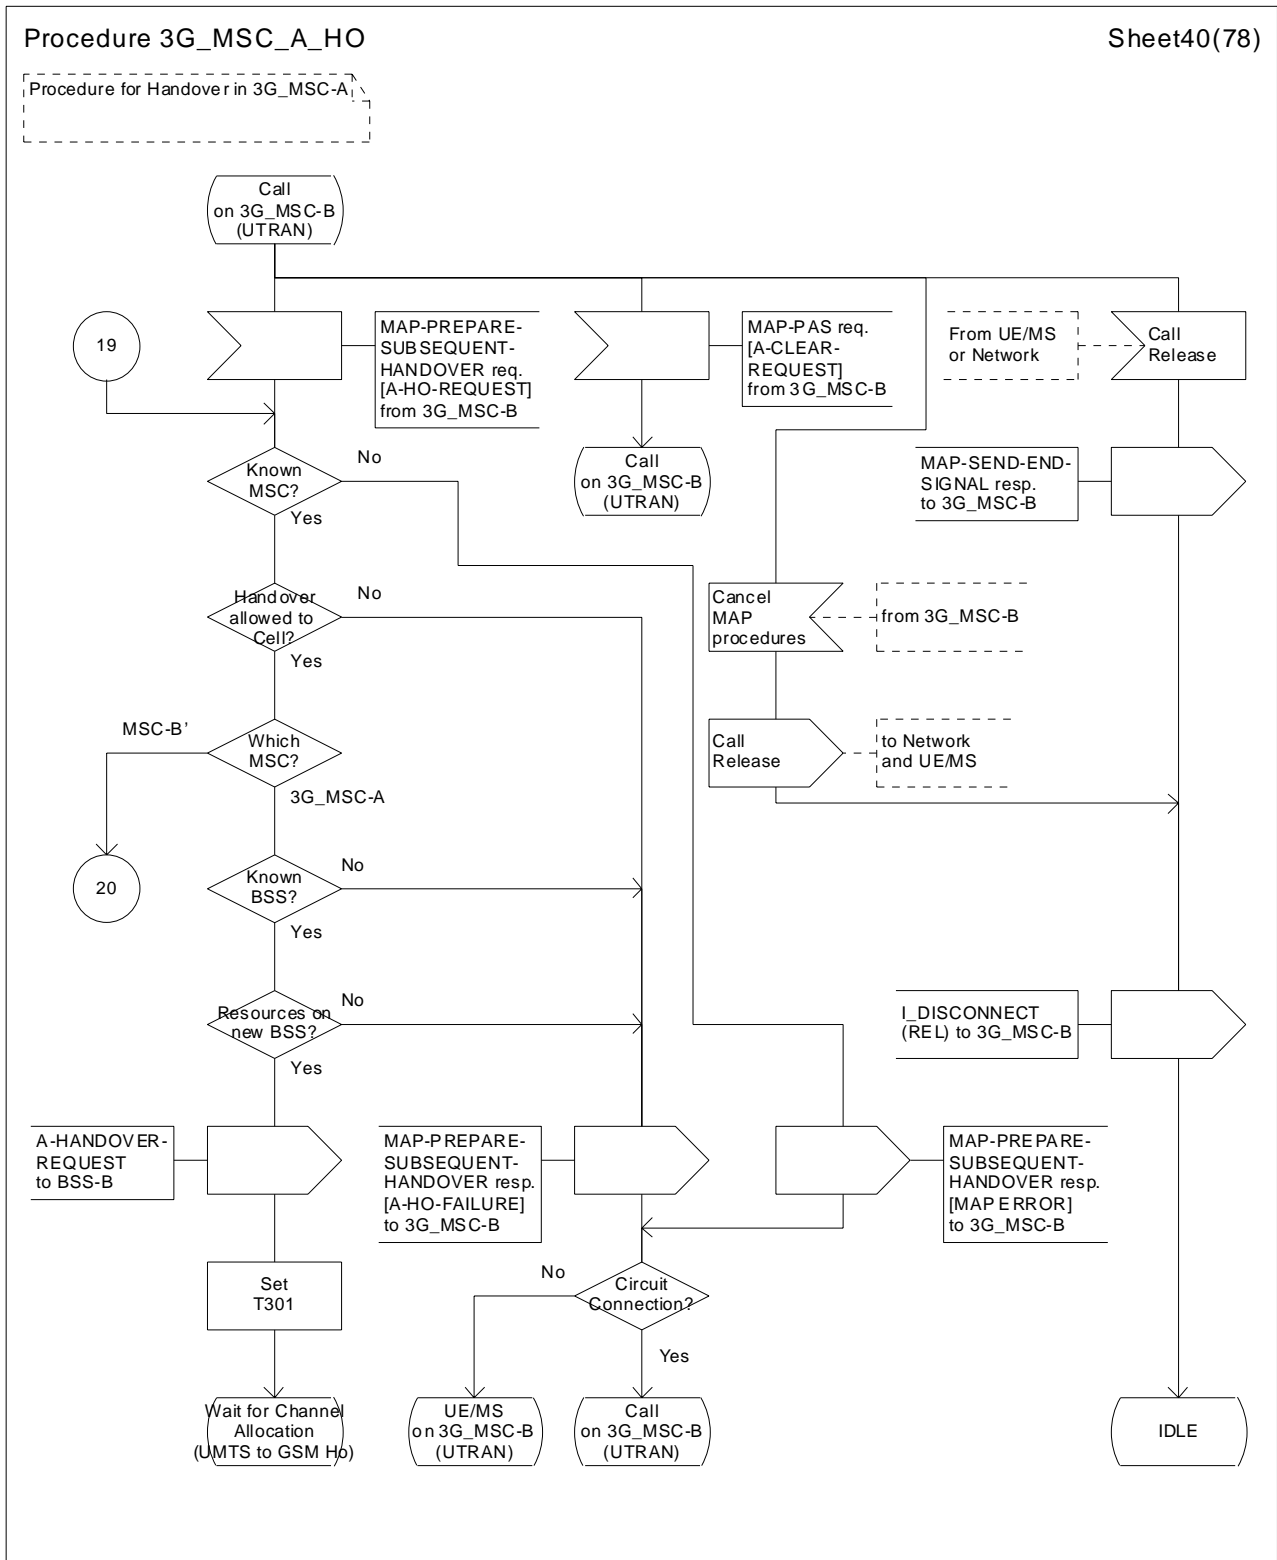 Procedure 3G_MSC_A_HO
Sheet40(78)
Procedure for Handover in 3G_MSC-A
Call
on 3G_MSC-B
(UTRAN)
19
MAP-PREPARE-
SUBSEQUENT-
HANDOVER req.
[A-HO-REQUEST]
from 3G_MSC-B
MAP-PAS req.
[A-CLEAR-
REQUEST]
from 3G_MSC-B
From UE/MS
or Network
Call
Release
Known
MSC?
No
Yes
Call
on 3G_MSC-B
(UTRAN)
MAP-SEND-END-
SIGNAL resp.
to 3G_MSC-B
Handover
allowed to
Cell?
No
Yes
Cancel
MAP
procedures
from 3G_MSC-B
MSC-B'
Which
MSC?
3G_MSC-A
Call
Release
to Network
and UE/MS
20
Known
BSS?
No
Yes
Resources on
new BSS?
No
Yes
I_DISCONNECT
(REL) to 3G_MSC-B
A-HANDOVER-
REQUEST
to BSS-B
MAP-PREPARE-
SUBSEQUENT-
HANDOVER resp.
[A-HO-FAILURE]
to 3G_MSC-B
MAP-PREPARE-
SUBSEQUENT-
HANDOVER resp.
[MAP ERROR]
to 3G_MSC-B
Set
T301
No
Circuit
Connection?
Yes
Wait for Channel
Allocation
(UMTS to GSM Ho)
UE/MS
on 3G_MSC-B
(UTRAN)
Call
on 3G_MSC-B
(UTRAN)
IDLE